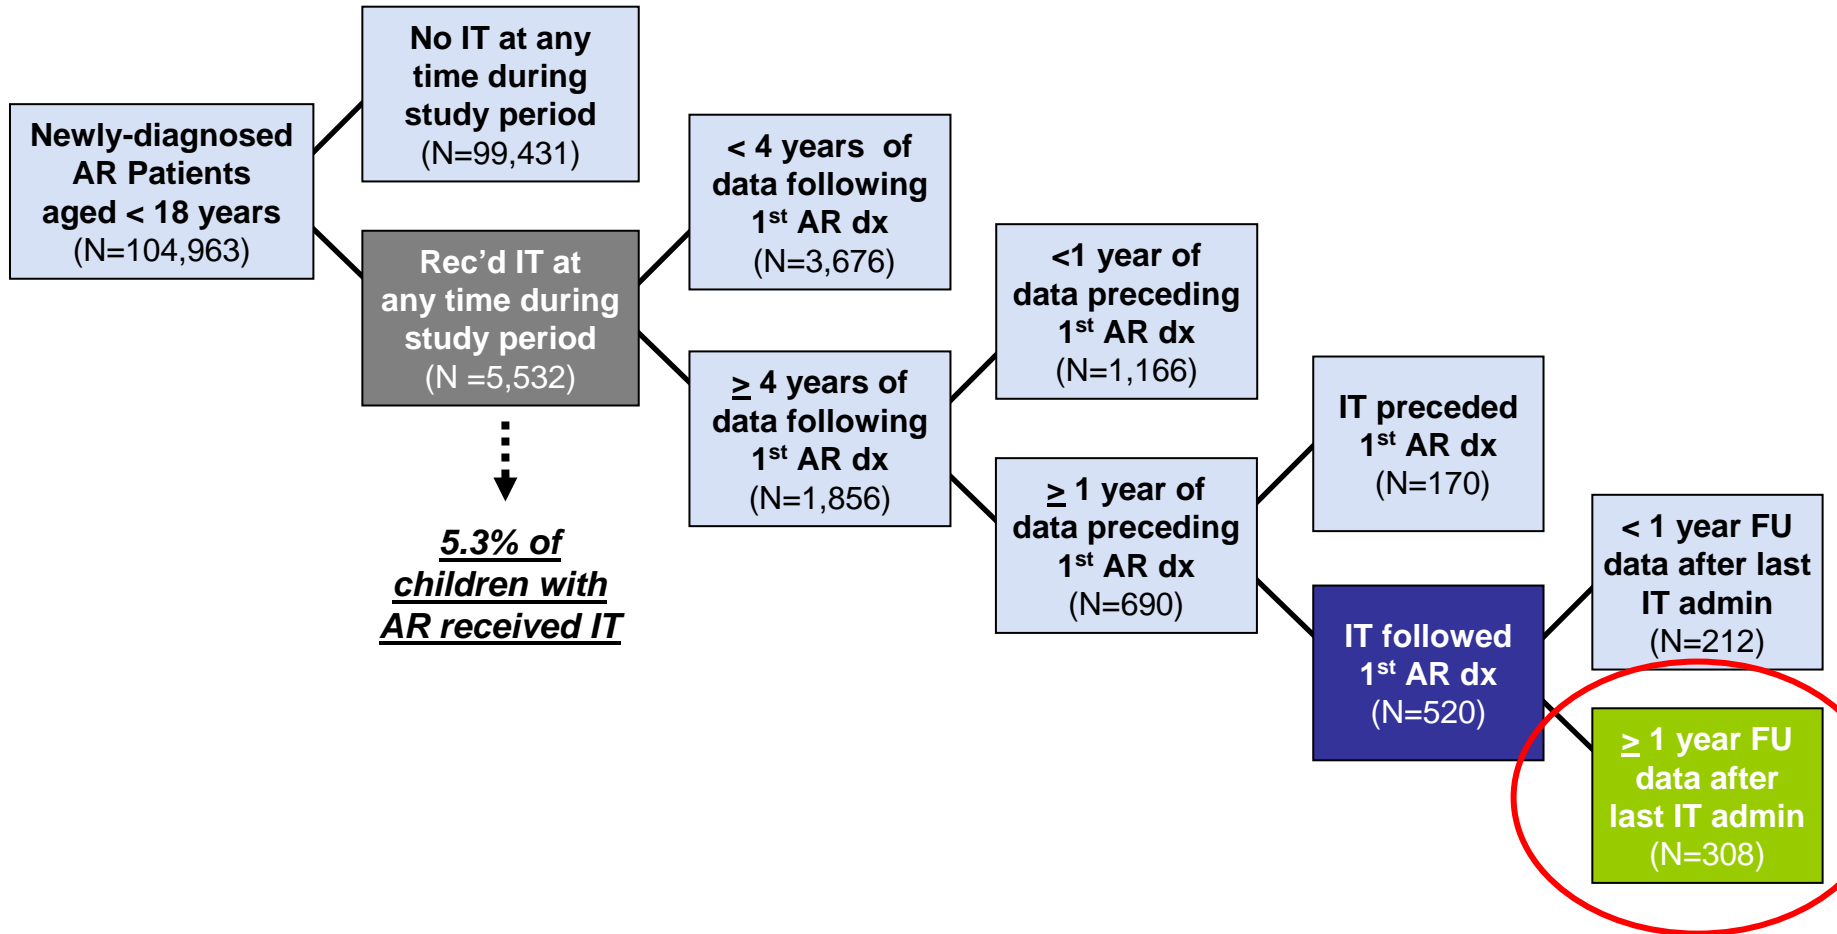 Newly-diagnosed
AR Patients
aged < 18 years
(N=104,963)
No IT at any
time during
study period
(N=99,431)
Rec’d IT at
any time during
study period
(N =5,532)
5.3% of
children with
AR received IT
< 4 years of
data following
1st AR dx
(N=3,676)
≥ 4 years of
data following
1st AR dx
(N=1,856)
<1 year of
data preceding
1st AR dx
(N=1,166)
≥ 1 year of
data preceding
1st AR dx
(N=690)
IT preceded
1st AR dx
(N=170)
IT followed
1st AR dx
(N=520)
< 1 year FU
data after last
IT admin
(N=212)
≥ 1 year FU
data after
last IT admin
(N=308)